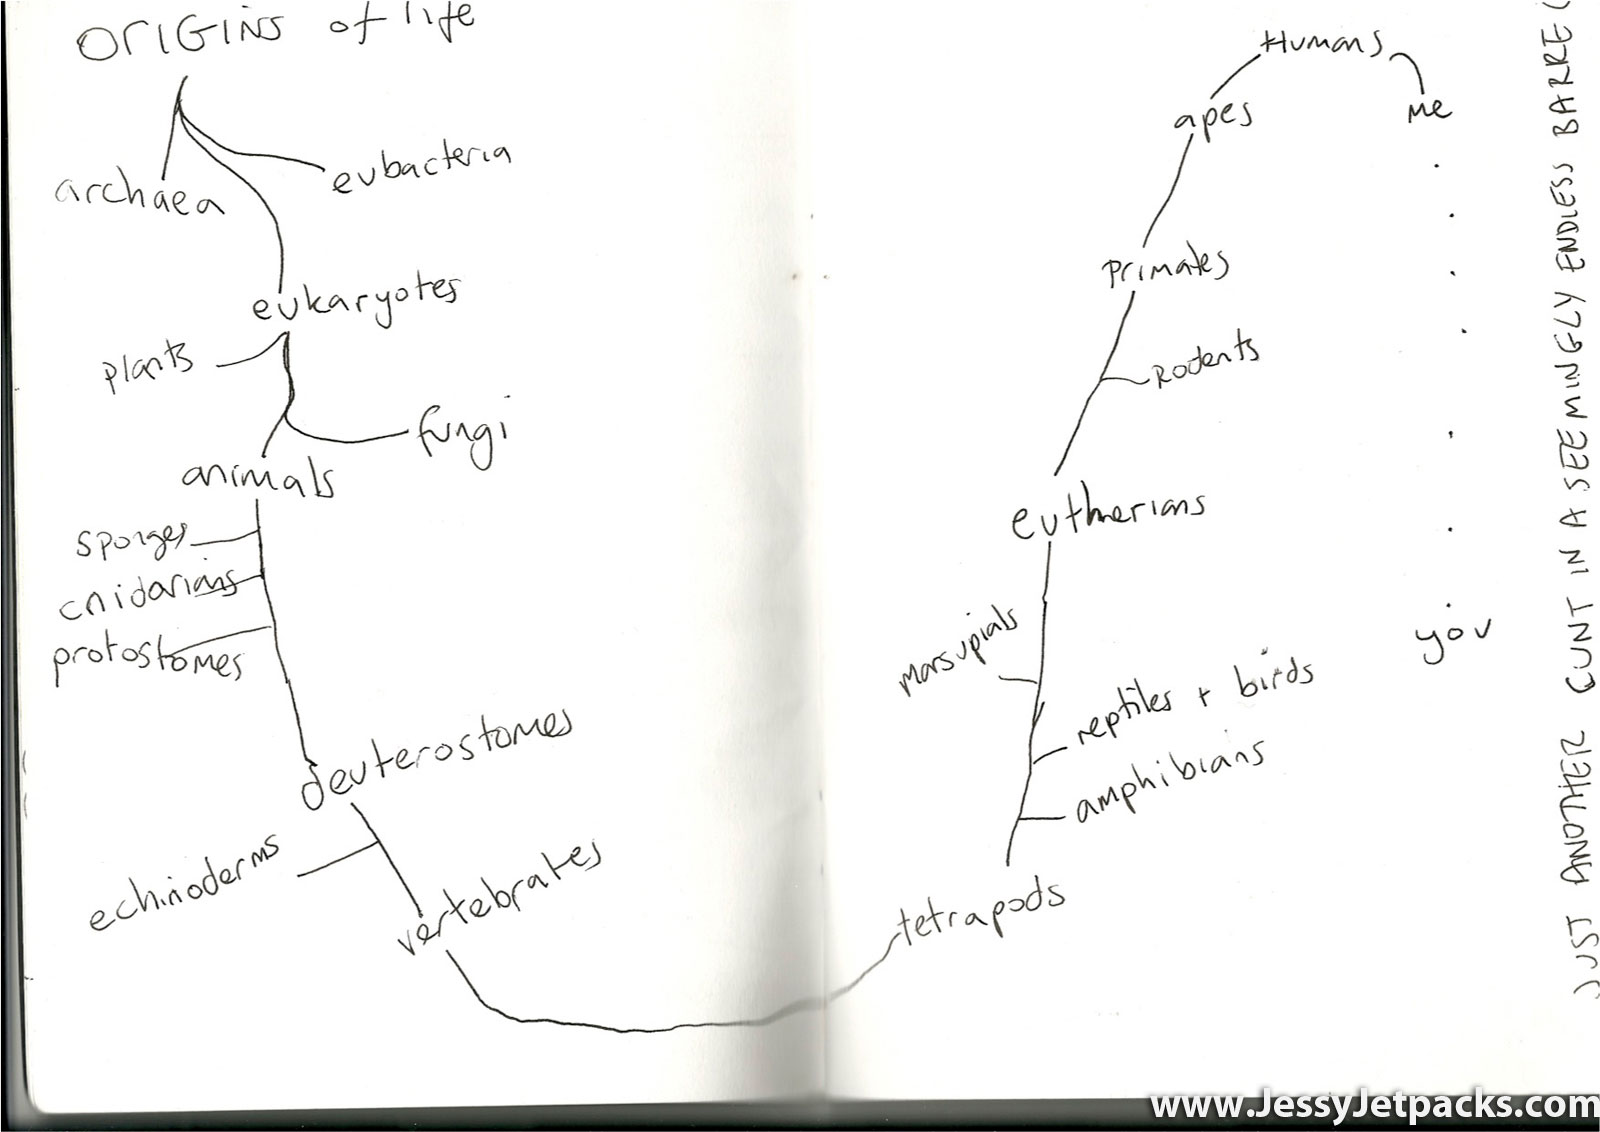 ORIGINS of life
archaea
eubacteria
eukaryotes
plants
fungi
animals
sponges
cnidarians
protostomes
deuterostomes
echinoderms
vertebrates
tetrapods
amphibians
reptiles + birds
marsupials
eutherians
Rodents
Primates
apes
Humans
me
you
JUST ANOTHER CUNT IN A SEEMINGLY ENDLESS BARRE
www.JessyJetpacks.com